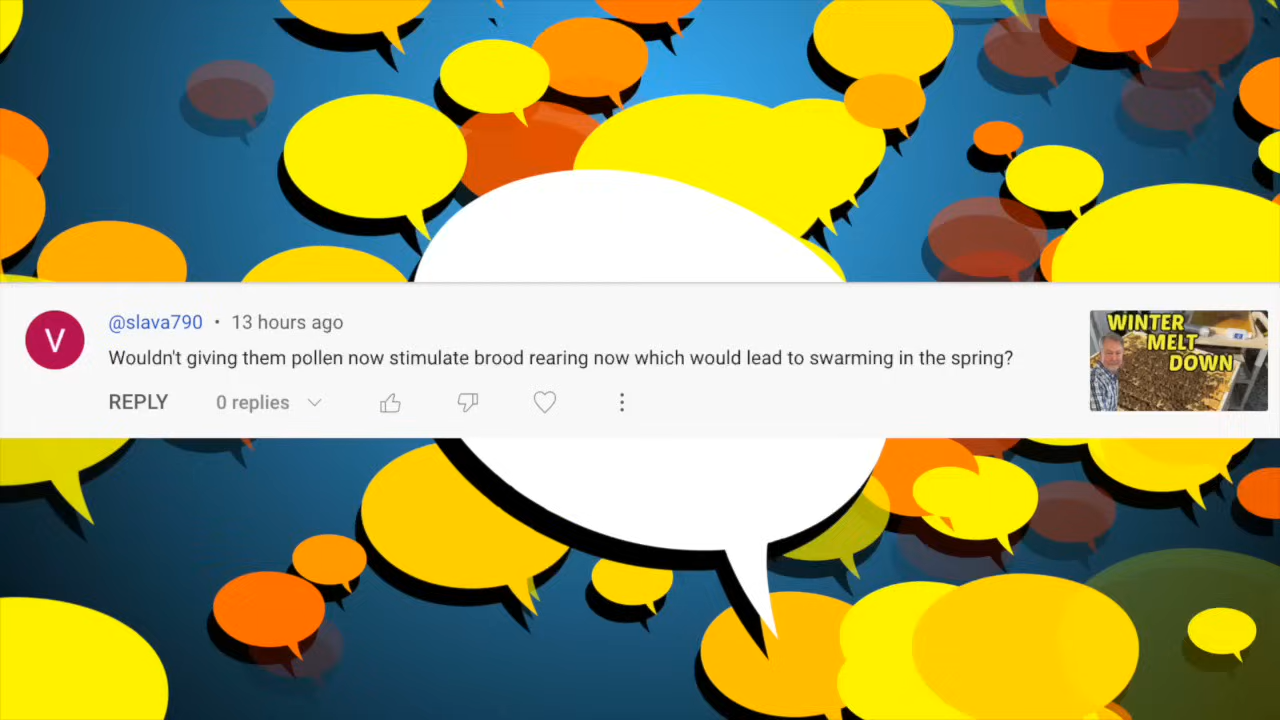 V
@slava790 • 13 hours ago
Wouldn't giving them pollen now stimulate brood rearing now which would lead to swarming in the spring?
REPLY 0 replies
WINTER
MELT
DOWN